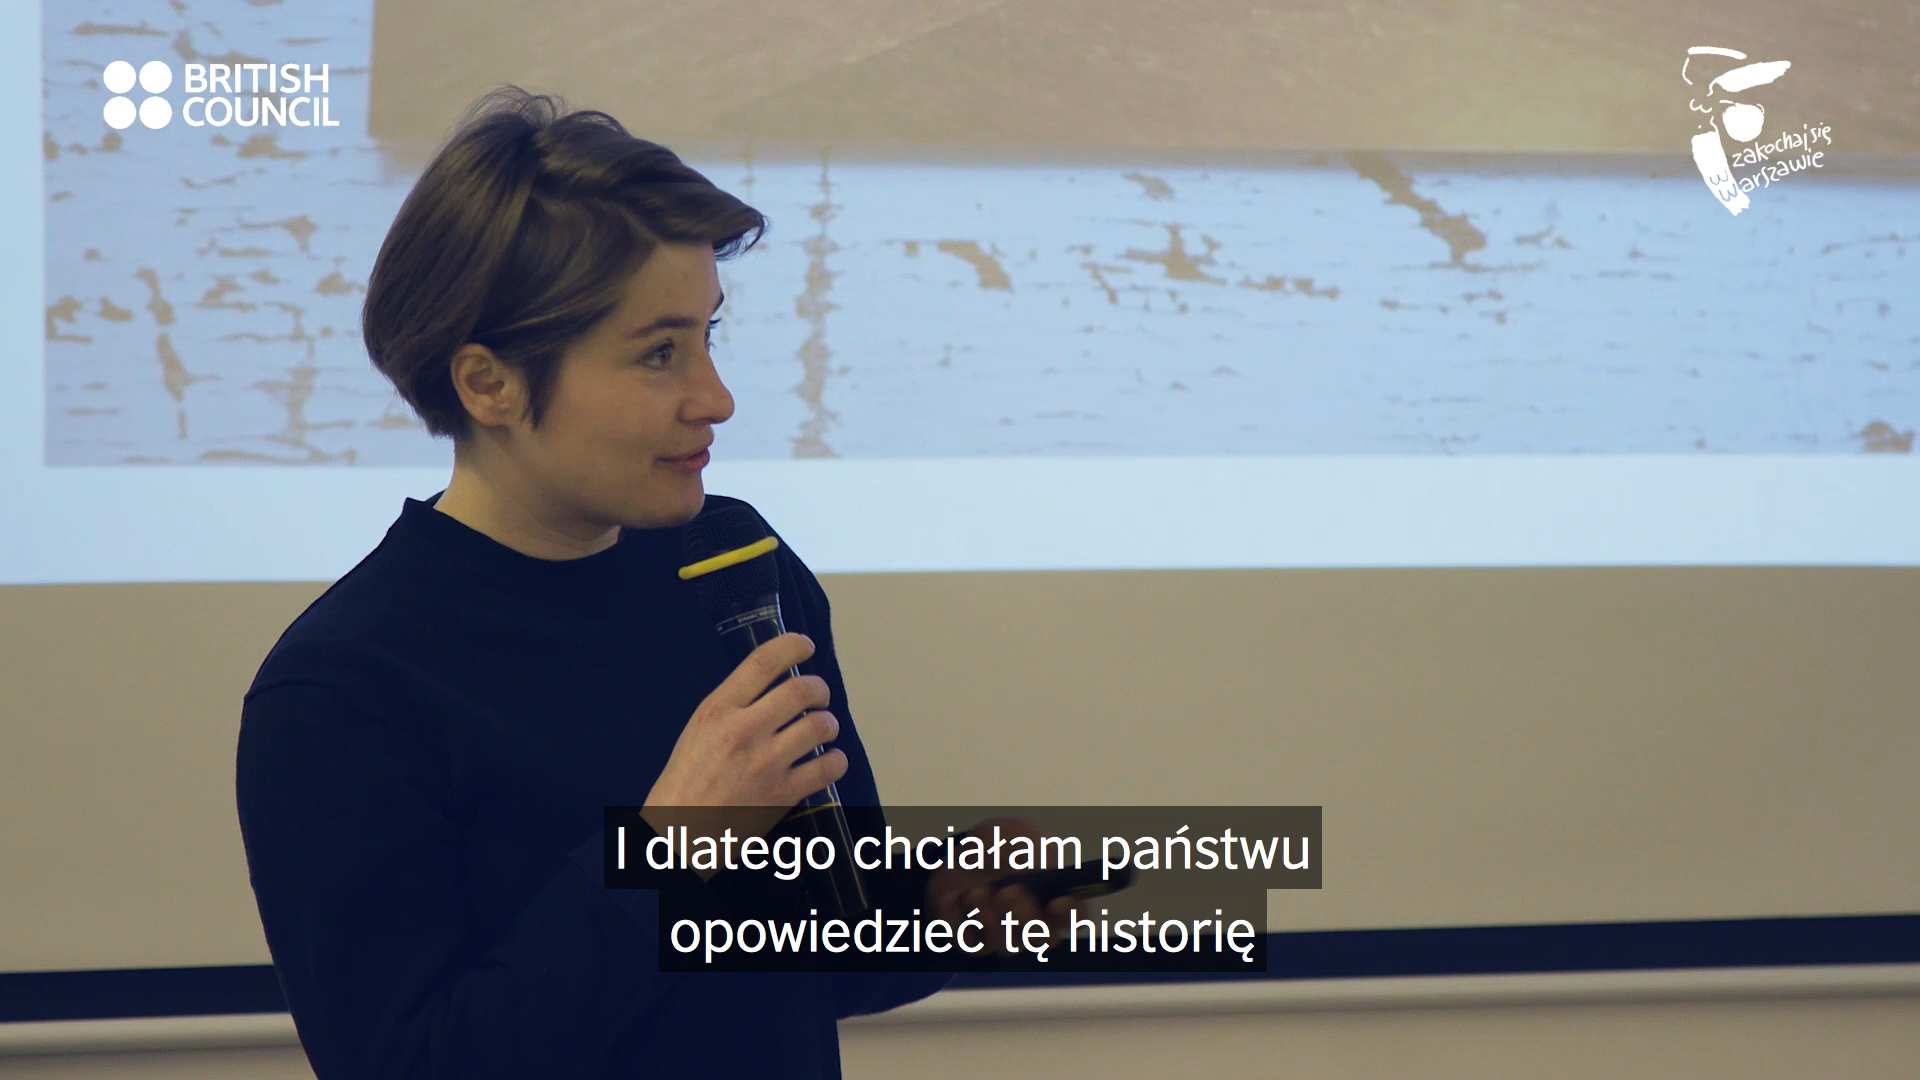 BRITISH
COUNCIL
zakochaj się
w Warszawie
I dlatego chciałam państwu
opowiedzieć tę historię